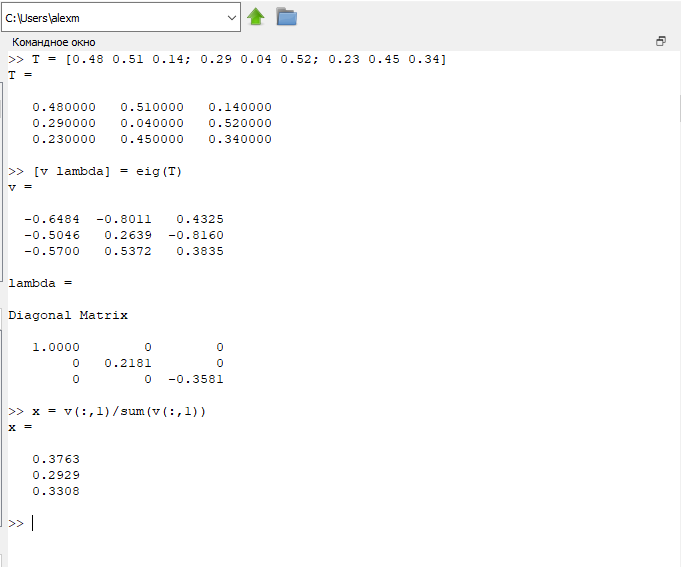 C:\Users\alexm
Командное окно
>> T = [0.48 0.51 0.14; 0.29 0.04 0.52; 0.23 0.45 0.34]
T =
0.480000 0.510000 0.140000
0.290000 0.040000 0.520000
0.230000 0.450000 0.340000
>> [v lambda] = eig(T)
v =
-0.6484 -0.8011 0.4325
-0.5046 0.2639 -0.8160
-0.5700 0.5372 0.3835
lambda =
Diagonal Matrix
1.0000 0 0
0 0.2181 0
0 0 -0.3581
>> x = v(:,1)/sum(v(:,1))
x =
0.3763
0.2929
0.3308
>>